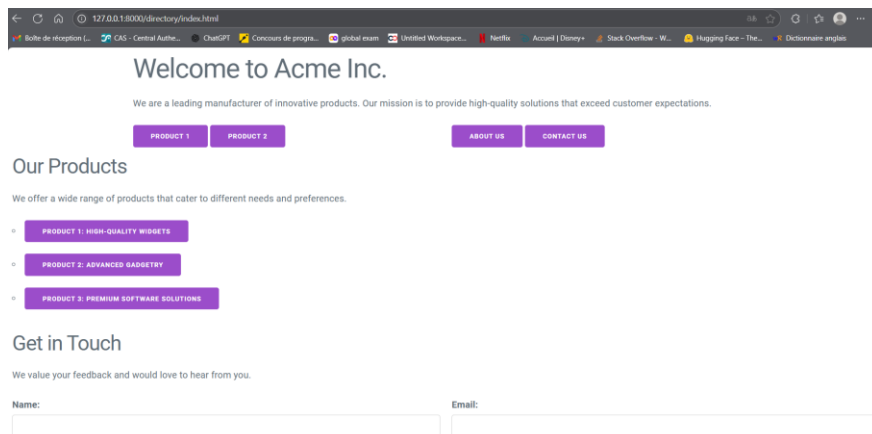 127.0.0.1:8000/directory/index.html
Boîte de réception (... CAS - Central Authe... ChatGPT Concours de progra... global exam Untitled Workspace... Netflix Accueil | Disney+ Stack Overflow - W... Hugging Face – The... Dictionnaire anglais
Welcome to Acme Inc.
We are a leading manufacturer of innovative products. Our mission is to provide high-quality solutions that exceed customer expectations.
PRODUCT 1 PRODUCT 2 ABOUT US CONTACT US
Our Products
We offer a wide range of products that cater to different needs and preferences.
PRODUCT 1: HIGH-QUALITY WIDGETS
PRODUCT 2: ADVANCED GADGETRY
PRODUCT 3: PREMIUM SOFTWARE SOLUTIONS
Get in Touch
We value your feedback and would love to hear from you.
Name: Email: